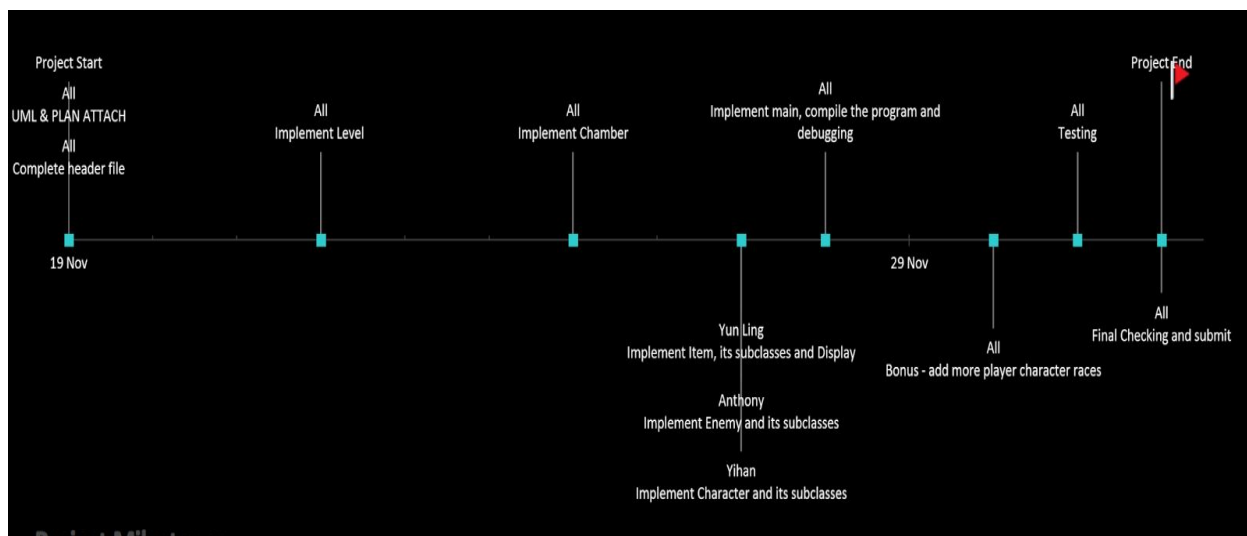 Project Start
All
UML & PLAN ATTACH
All
Complete header file
All
Implement Level
All
Implement Chamber
All
Implement main, compile the program and
debugging
All
Testing
Project End
19 Nov
29 Nov
Yun Ling
Implement Item, its subclasses and Display
Anthony
Implement Enemy and its subclasses
Yihan
Implement Character and its subclasses
All
Bonus - add more player character races
All
Final Checking and submit